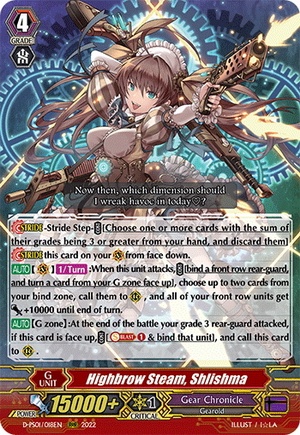 4
GRADE
Now then, which dimension should
I wreak havoc in today♡?
STRIDE -Stride Step- [Choose one or more cards with the sum of
their grades being 3 or greater from your hand, and discard them]
STRIDE this card on your from face down.
AUTO 1/Turn :When this unit attacks, [bind a front row rear-guard,
and turn a card from your G zone face up], choose up to two cards from
your bind zone, call them to , and all of your front row units get
+10000 until end of turn.
AUTO [G zone] :At the end of the battle your grade 3 rear-guard attacked,
if this card is face up, [ BLAST 1 & bind that unit], and call this card
to
G
UNIT
Highbrow Steam, Shlishma
POWER 15000+ 1 CRITICAL
Gear Chronicle
Gearoid
D-PS01/018EN RRR 2022 ILLUST / I☆LA